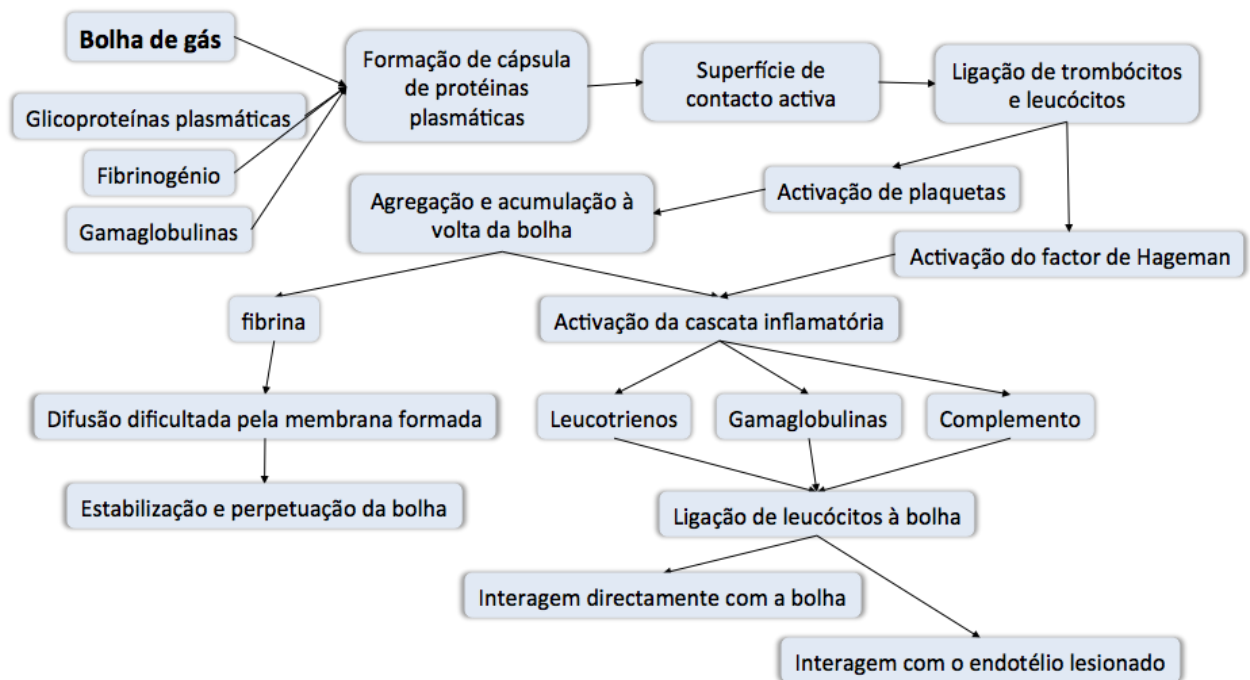 Bolha de gás
Formação de cápsula
de protéinas
plasmáticas
Superfície de
contacto activa
Ligação de trombócitos
e leucócitos
Glicoproteínas plasmáticas
Fibrinogénio
Gamaglobulinas
Agregação e acumulação à
volta da bolha
Activação de plaquetas
Activação do factor de Hageman
fibrina
Activação da cascata inflamatória
Difusão dificultada pela membrana formada
Leucotrienos
Gamaglobulinas
Complemento
Estabilização e perpetuação da bolha
Ligação de leucócitos à bolha
Interagem directamente com a bolha
Interagem com o endotélio lesionado